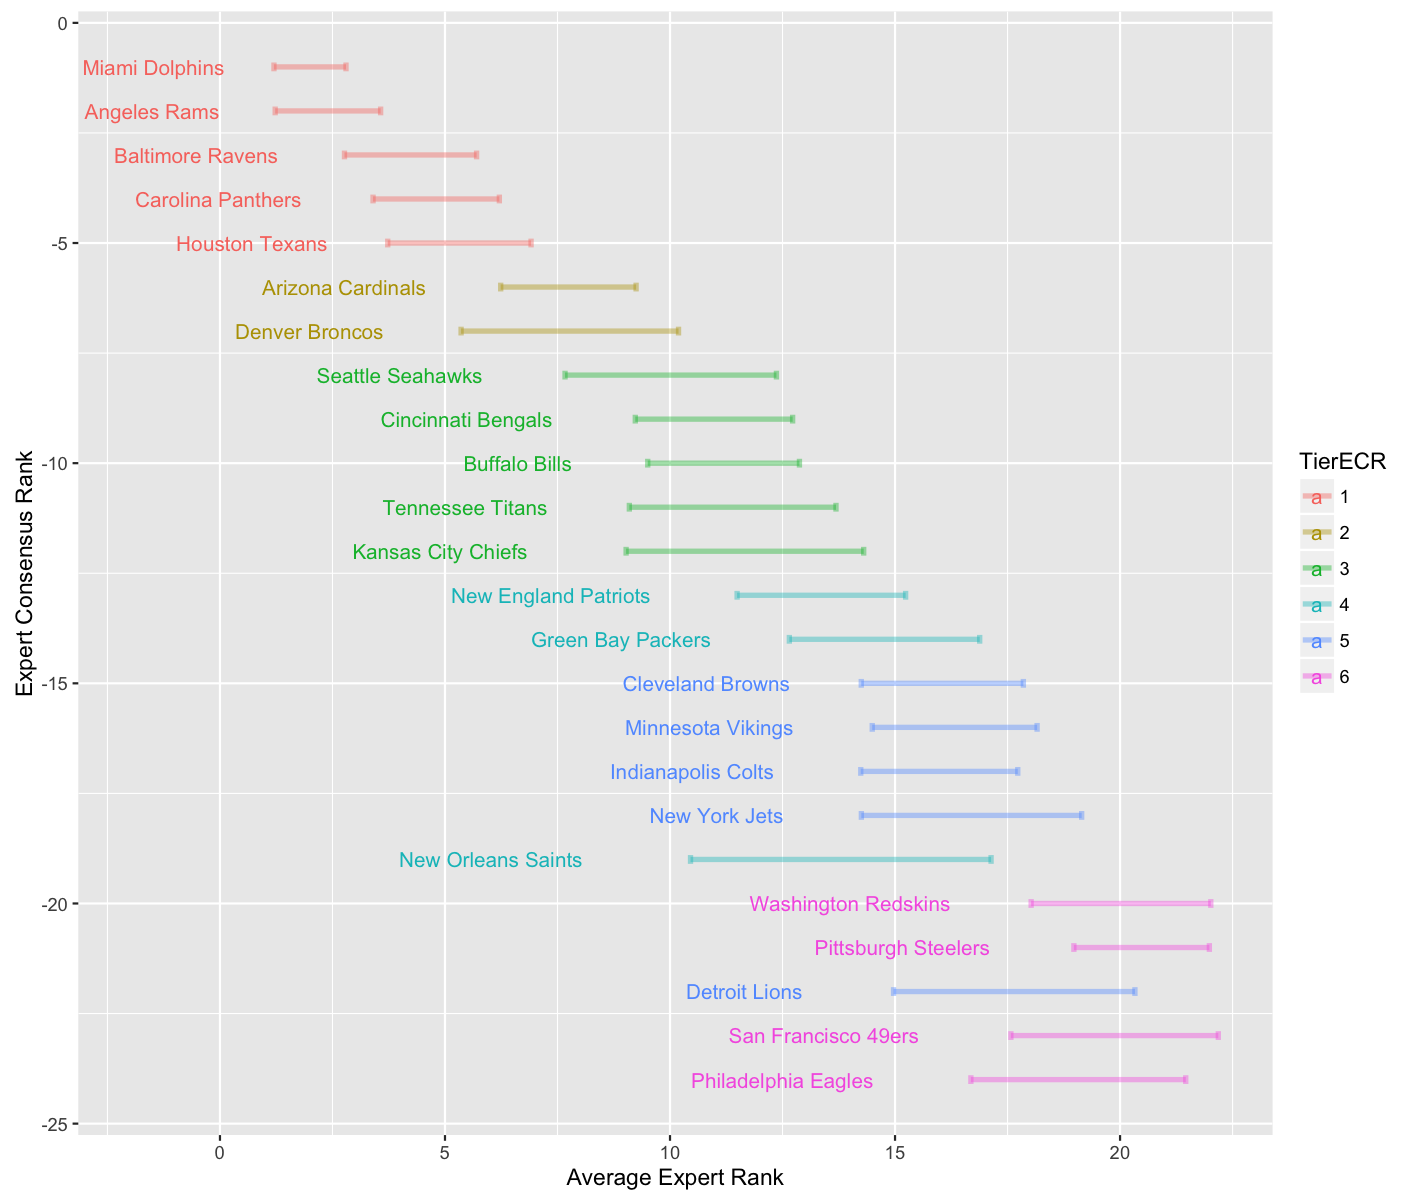 0
Miami Dolphins
Angeles Rams
Baltimore Ravens
Carolina Panthers
-5
Houston Texans
Arizona Cardinals
Denver Broncos
Seattle Seahawks
Cincinnati Bengals
-10
Buffalo Bills
Tennessee Titans
Kansas City Chiefs
New England Patriots
Green Bay Packers
-15
Cleveland Browns
Minnesota Vikings
Indianapolis Colts
New York Jets
New Orleans Saints
-20
Washington Redskins
Pittsburgh Steelers
Detroit Lions
San Francisco 49ers
Philadelphia Eagles
-25
0 5 10 15 20
Average Expert Rank
Expert Consensus Rank
TierECR
a 1
a 2
a 3
a 4
a 5
a 6